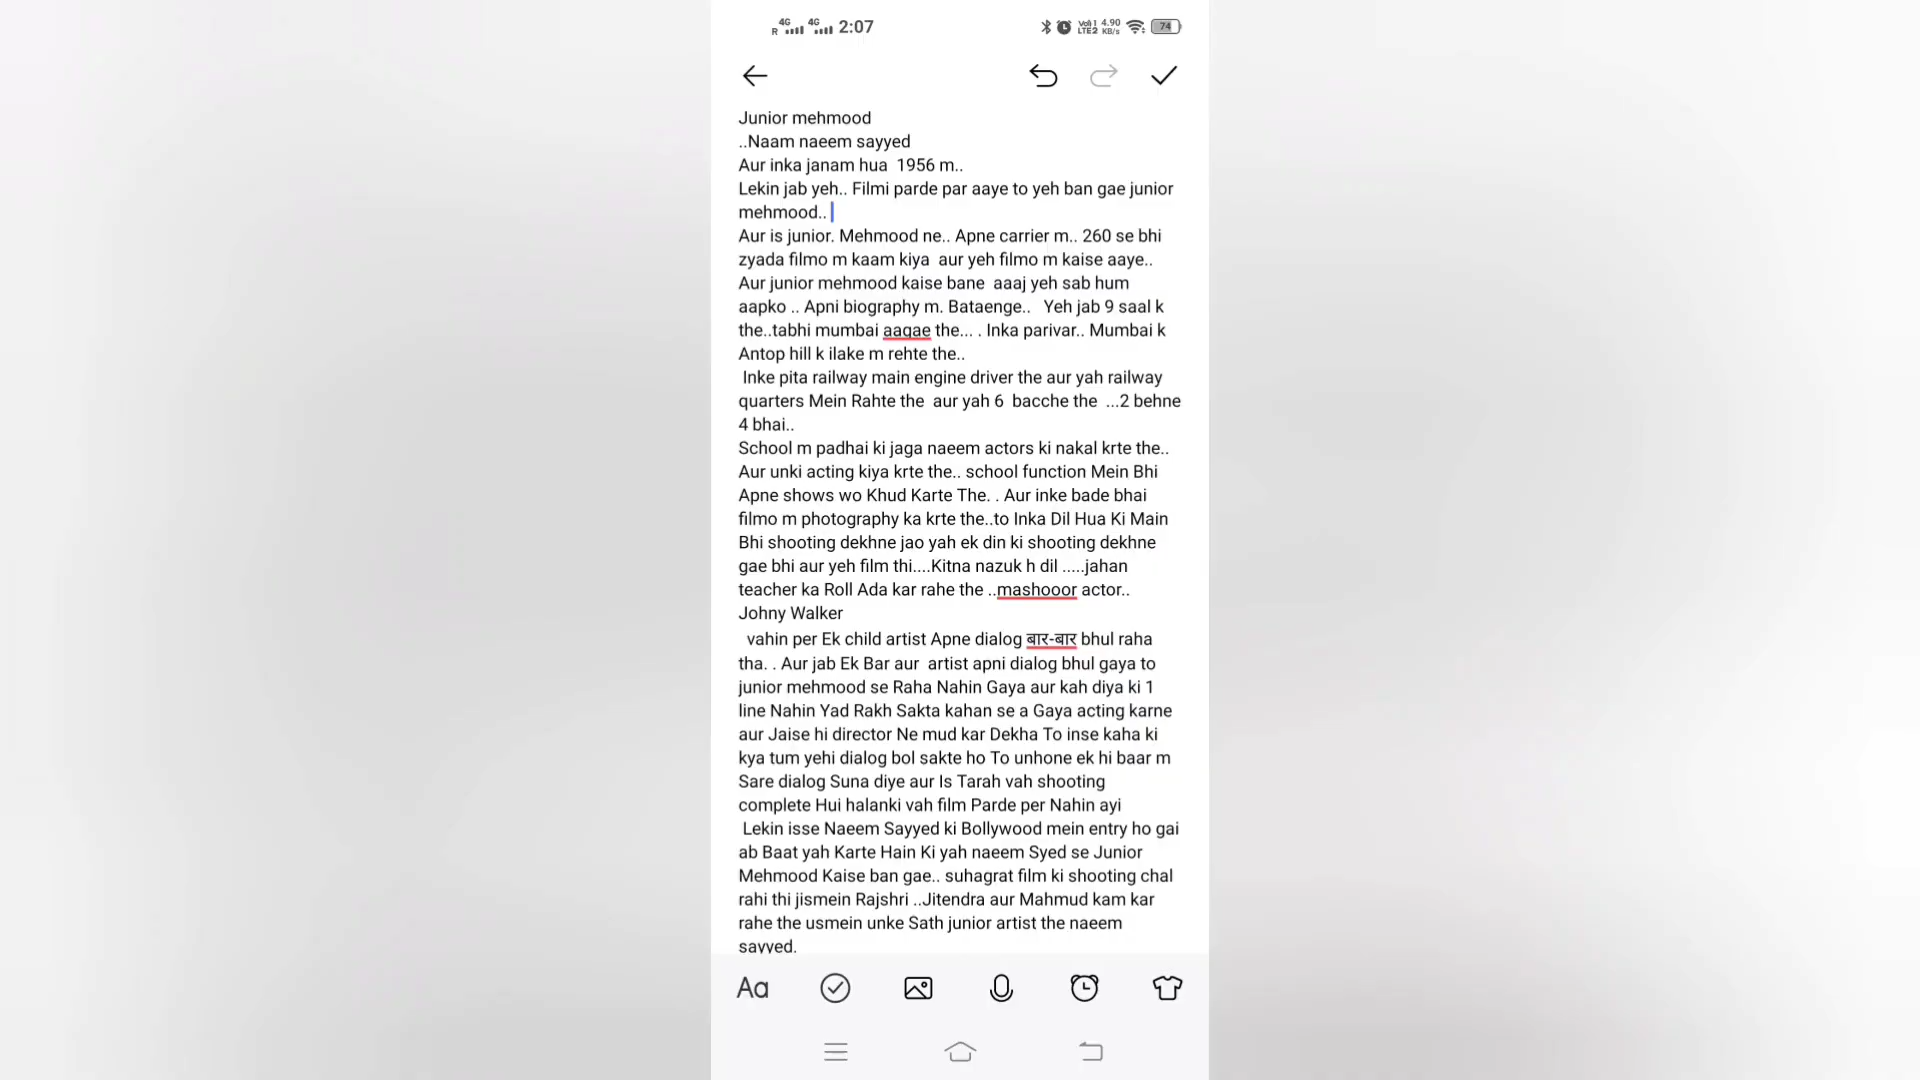 4G 4G R 2:07 Voll 1 LTE2 4.90 KB/s 74
Junior mehmood
..Naam naeem sayyed
Aur inka janam hua  1956 m..
Lekin jab yeh.. Filmi parde par aaye to yeh ban gae junior
mehmood..
Aur is junior. Mehmood ne.. Apne carrier m.. 260 se bhi
zyada filmo m kaam kiya  aur yeh filmo m kaise aaye..
Aur junior mehmood kaise bane  aaaj yeh sab hum
aapko .. Apni biography m. Bataenge..   Yeh jab 9 saal k
the..tabhi mumbai aagae the... . Inka parivar.. Mumbai k
Antop hill k ilake m rehte the..
Inke pita railway main engine driver the aur yah railway
quarters Mein Rahte the  aur yah 6  bacche the  ...2 behne
4 bhai..
School m padhai ki jaga naeem actors ki nakal krte the..
Aur unki acting kiya krte the.. school function Mein Bhi
Apne shows wo Khud Karte The. . Aur inke bade bhai
filmo m photography ka krte the..to Inka Dil Hua Ki Main
Bhi shooting dekhne jao yah ek din ki shooting dekhne
gae bhi aur yeh film thi....Kitna nazuk h dil .....jahan
teacher ka Roll Ada kar rahe the ..mashooor actor..
Johny Walker
vahin per Ek child artist Apne dialog बार-बार bhul raha
tha. . Aur jab Ek Bar aur  artist apni dialog bhul gaya to
junior mehmood se Raha Nahin Gaya aur kah diya ki 1
line Nahin Yad Rakh Sakta kahan se a Gaya acting karne
aur Jaise hi director Ne mud kar Dekha To inse kaha ki
kya tum yehi dialog bol sakte ho To unhone ek hi baar m
Sare dialog Suna diye aur Is Tarah vah shooting
complete Hui halanki vah film Parde per Nahin ayi
Lekin isse Naeem Sayyed ki Bollywood mein entry ho gai
ab Baat yah Karte Hain Ki yah naeem Syed se Junior
Mehmood Kaise ban gae.. suhagrat film ki shooting chal
rahi thi jismein Rajshri ..Jitendra aur Mahmud kam kar
rahe the usmein unke Sath junior artist the naeem
sayyed.
Aa